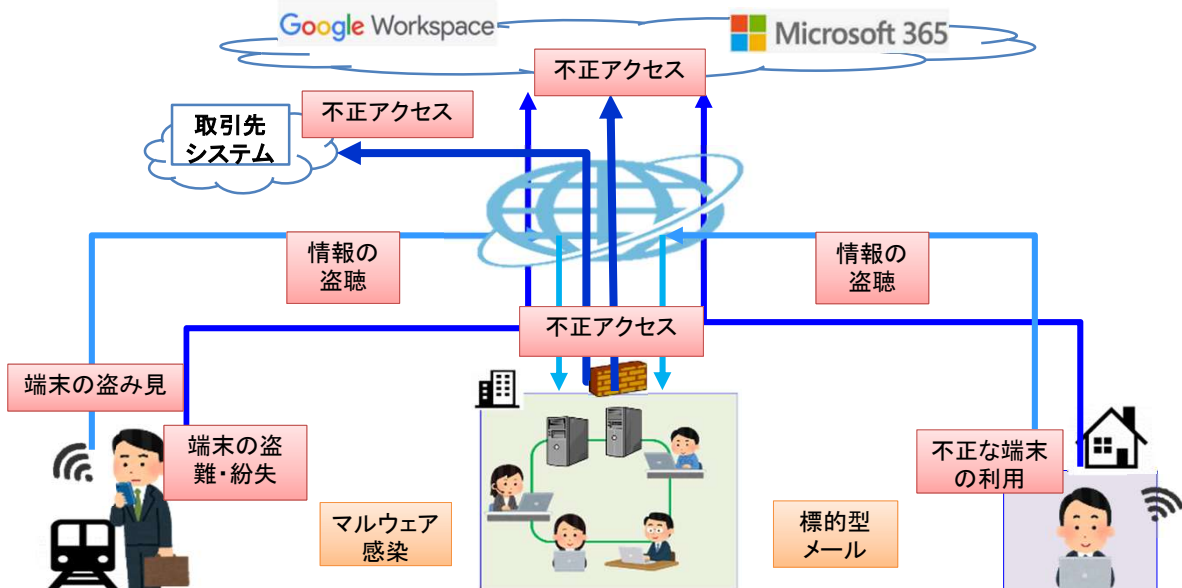 Google Workspace
Microsoft 365
不正アクセス
不正アクセス
取引先
システム
情報の
盗聴
情報の
盗聴
不正アクセス
端末の盗み見
端末の盗
難・紛失
不正な端末
の利用
マルウェア
感染
標的型
メール